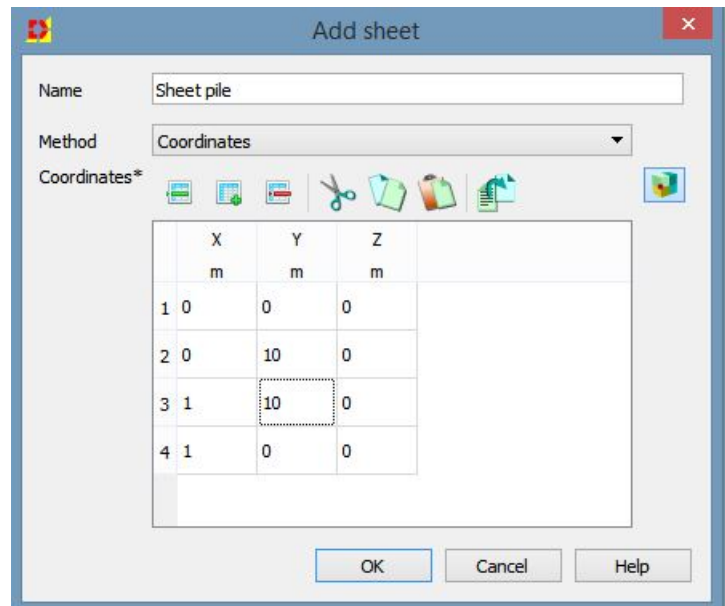 Add sheet
Name Sheet pile
Method Coordinates
Coordinates*
X Y Z
m m m
1 0 0 0
2 0 10 0
3 1 10 0
4 1 0 0
OK Cancel Help